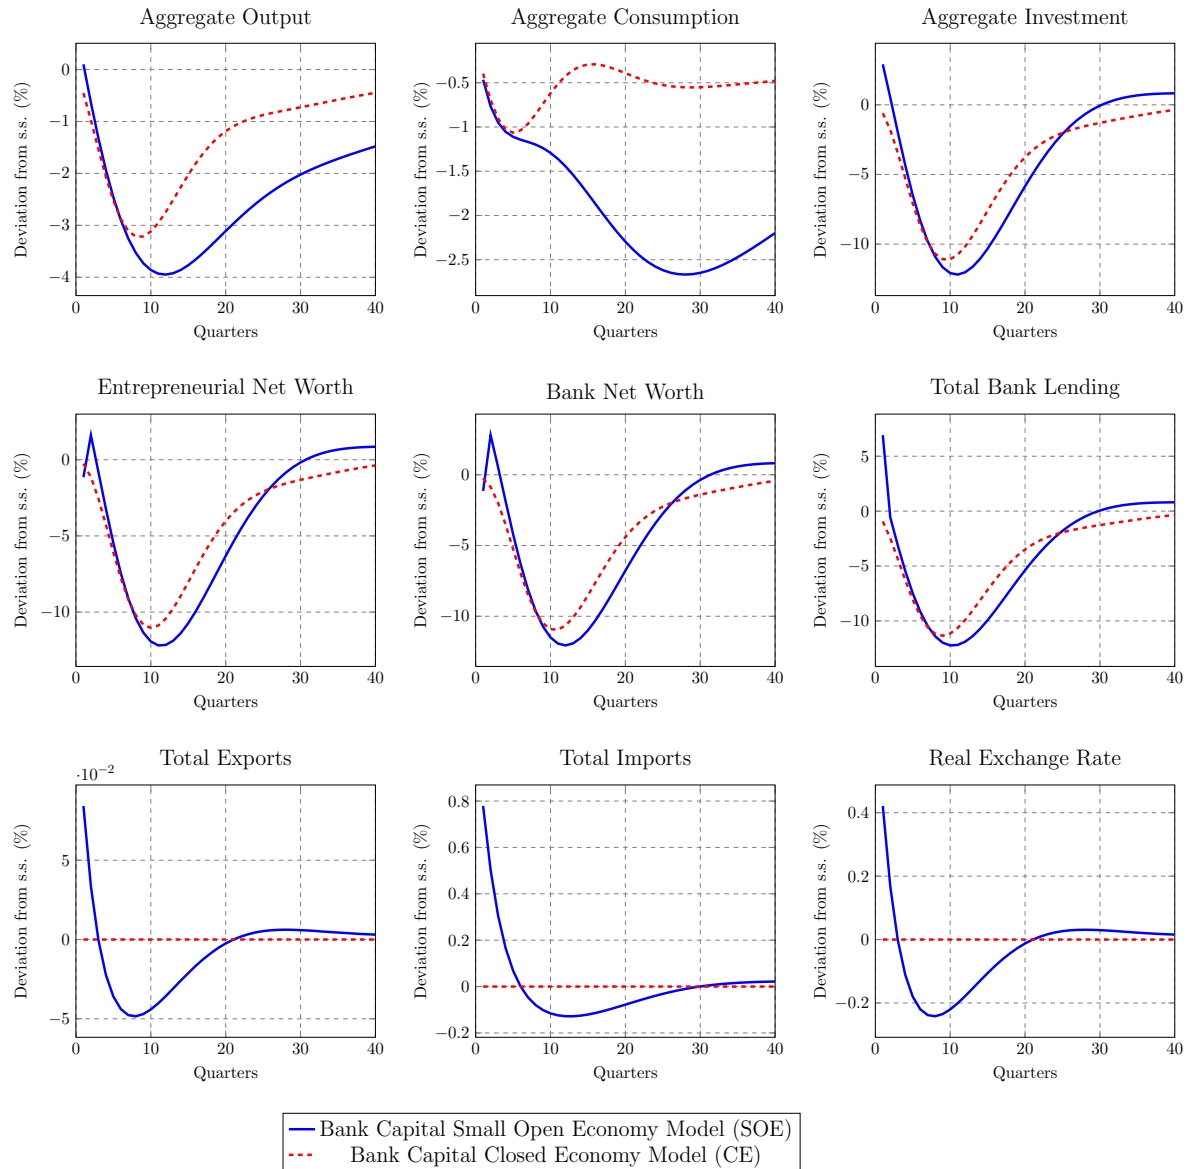 Aggregate Output
Aggregate Consumption
Aggregate Investment
Deviation from s.s. (%)
0
−1
−2
−3
−4
0 10 20 30 40
Quarters
Deviation from s.s. (%)
−0.5
−1
−1.5
−2
−2.5
0 10 20 30 40
Quarters
Deviation from s.s. (%)
0
−5
−10
0 10 20 30 40
Quarters
Entrepreneurial Net Worth
Bank Net Worth
Total Bank Lending
Deviation from s.s. (%)
0
−5
−10
0 10 20 30 40
Quarters
Deviation from s.s. (%)
0
−5
−10
0 10 20 30 40
Quarters
Deviation from s.s. (%)
5
0
−5
−10
0 10 20 30 40
Quarters
Total Exports
Total Imports
Real Exchange Rate
·10−2
Deviation from s.s. (%)
5
0
−5
0 10 20 30 40
Quarters
Deviation from s.s. (%)
0.8
0.6
0.4
0.2
0
−0.2
0 10 20 30 40
Quarters
Deviation from s.s. (%)
0.4
0.2
0
−0.2
0 10 20 30 40
Quarters
Bank Capital Small Open Economy Model (SOE)
Bank Capital Closed Economy Model (CE)